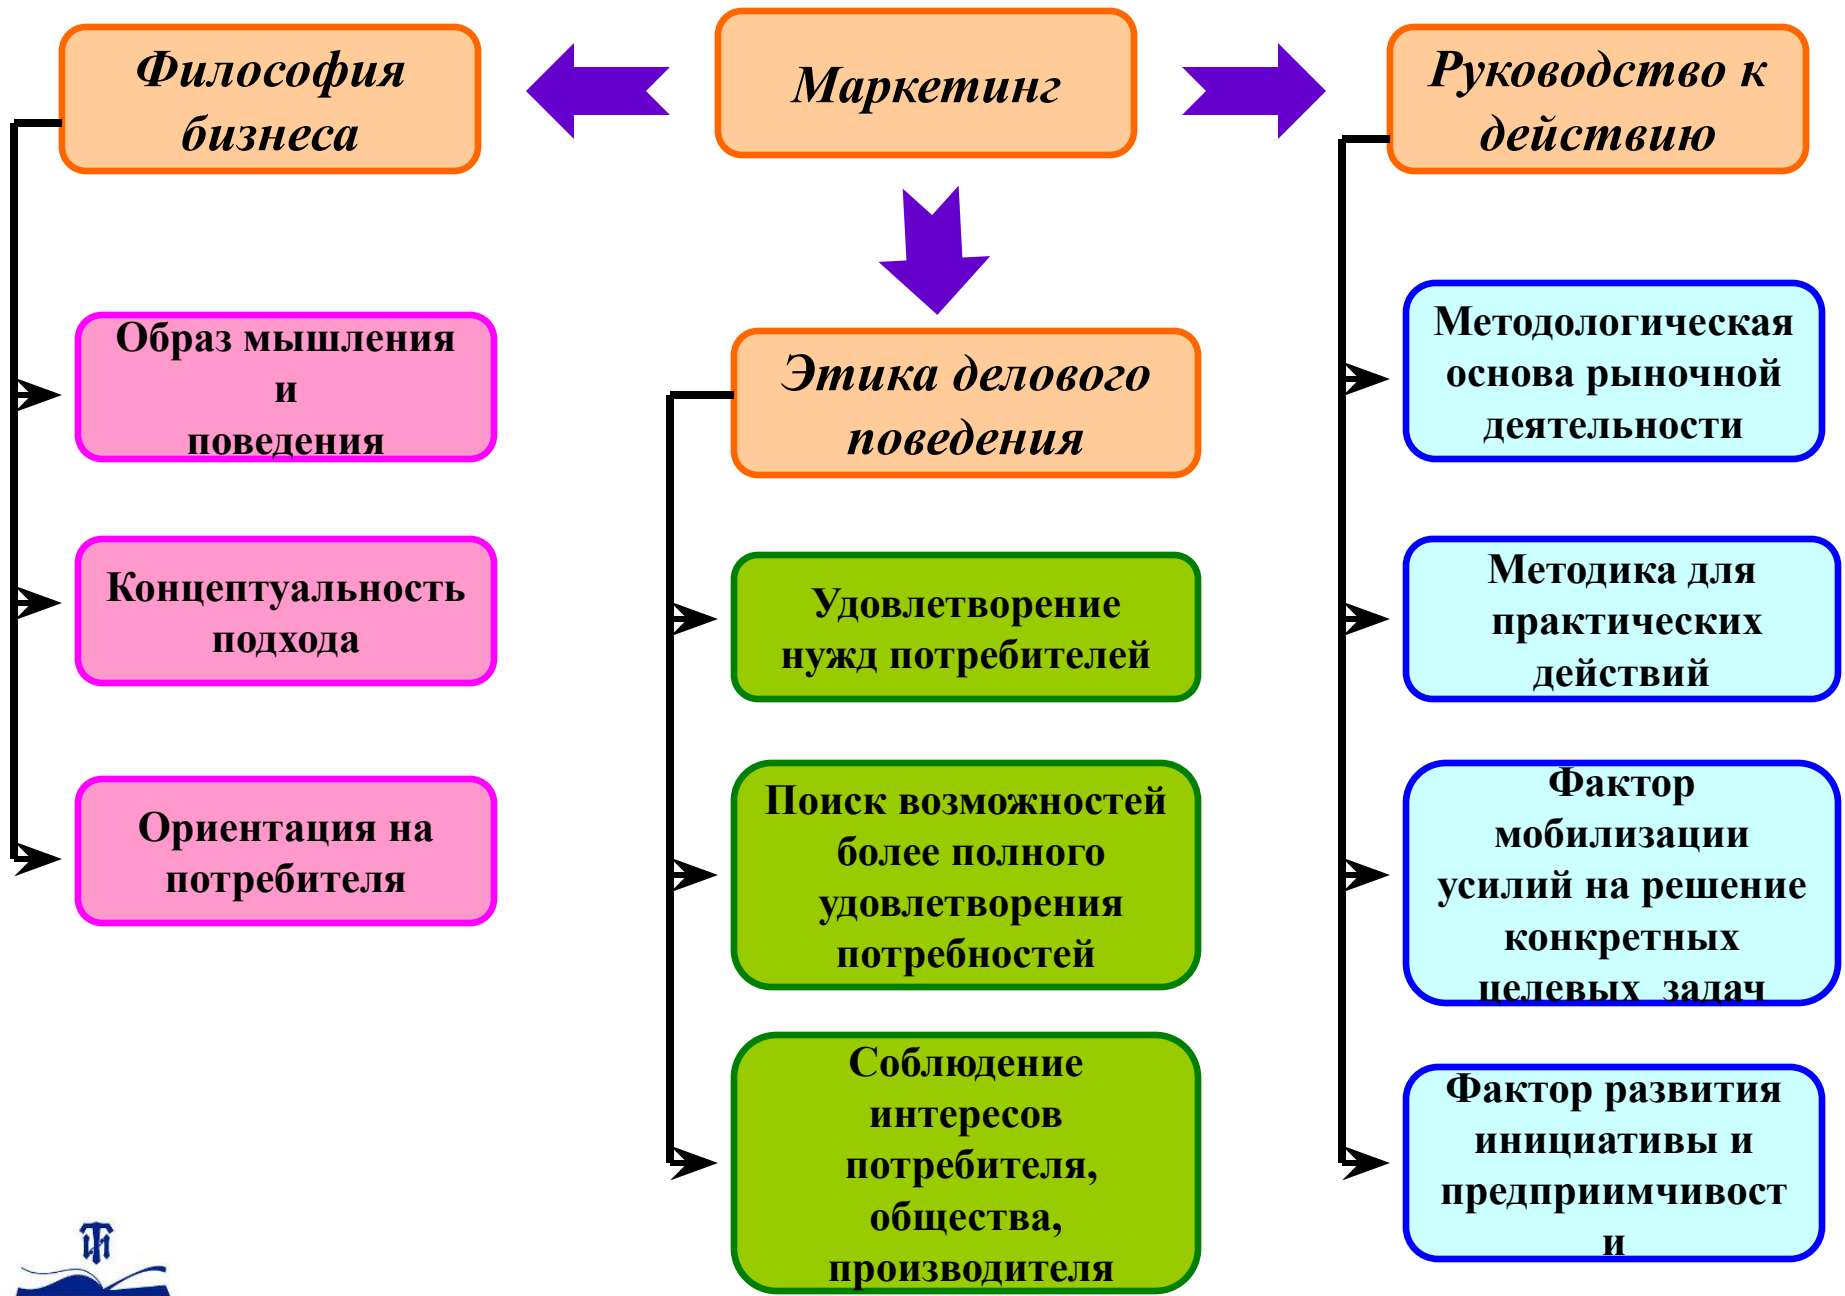 Философия
бизнеса
Маркетинг
Руководство к
действию
Образ мышления
и
поведения
Концептуальность
подхода
Ориентация на
потребителя
Этика делового
поведения
Удовлетворение
нужд потребителей
Поиск возможностей
более полного
удовлетворения
потребностей
Соблюдение
интересов
потребителя,
общества,
производителя
Методологическая
основа рыночной
деятельности
Методика для
практических
действий
Фактор
мобилизации
усилий на решение
конкретных
целевых задач
Фактор развития
инициативы и
предприимчивост
и